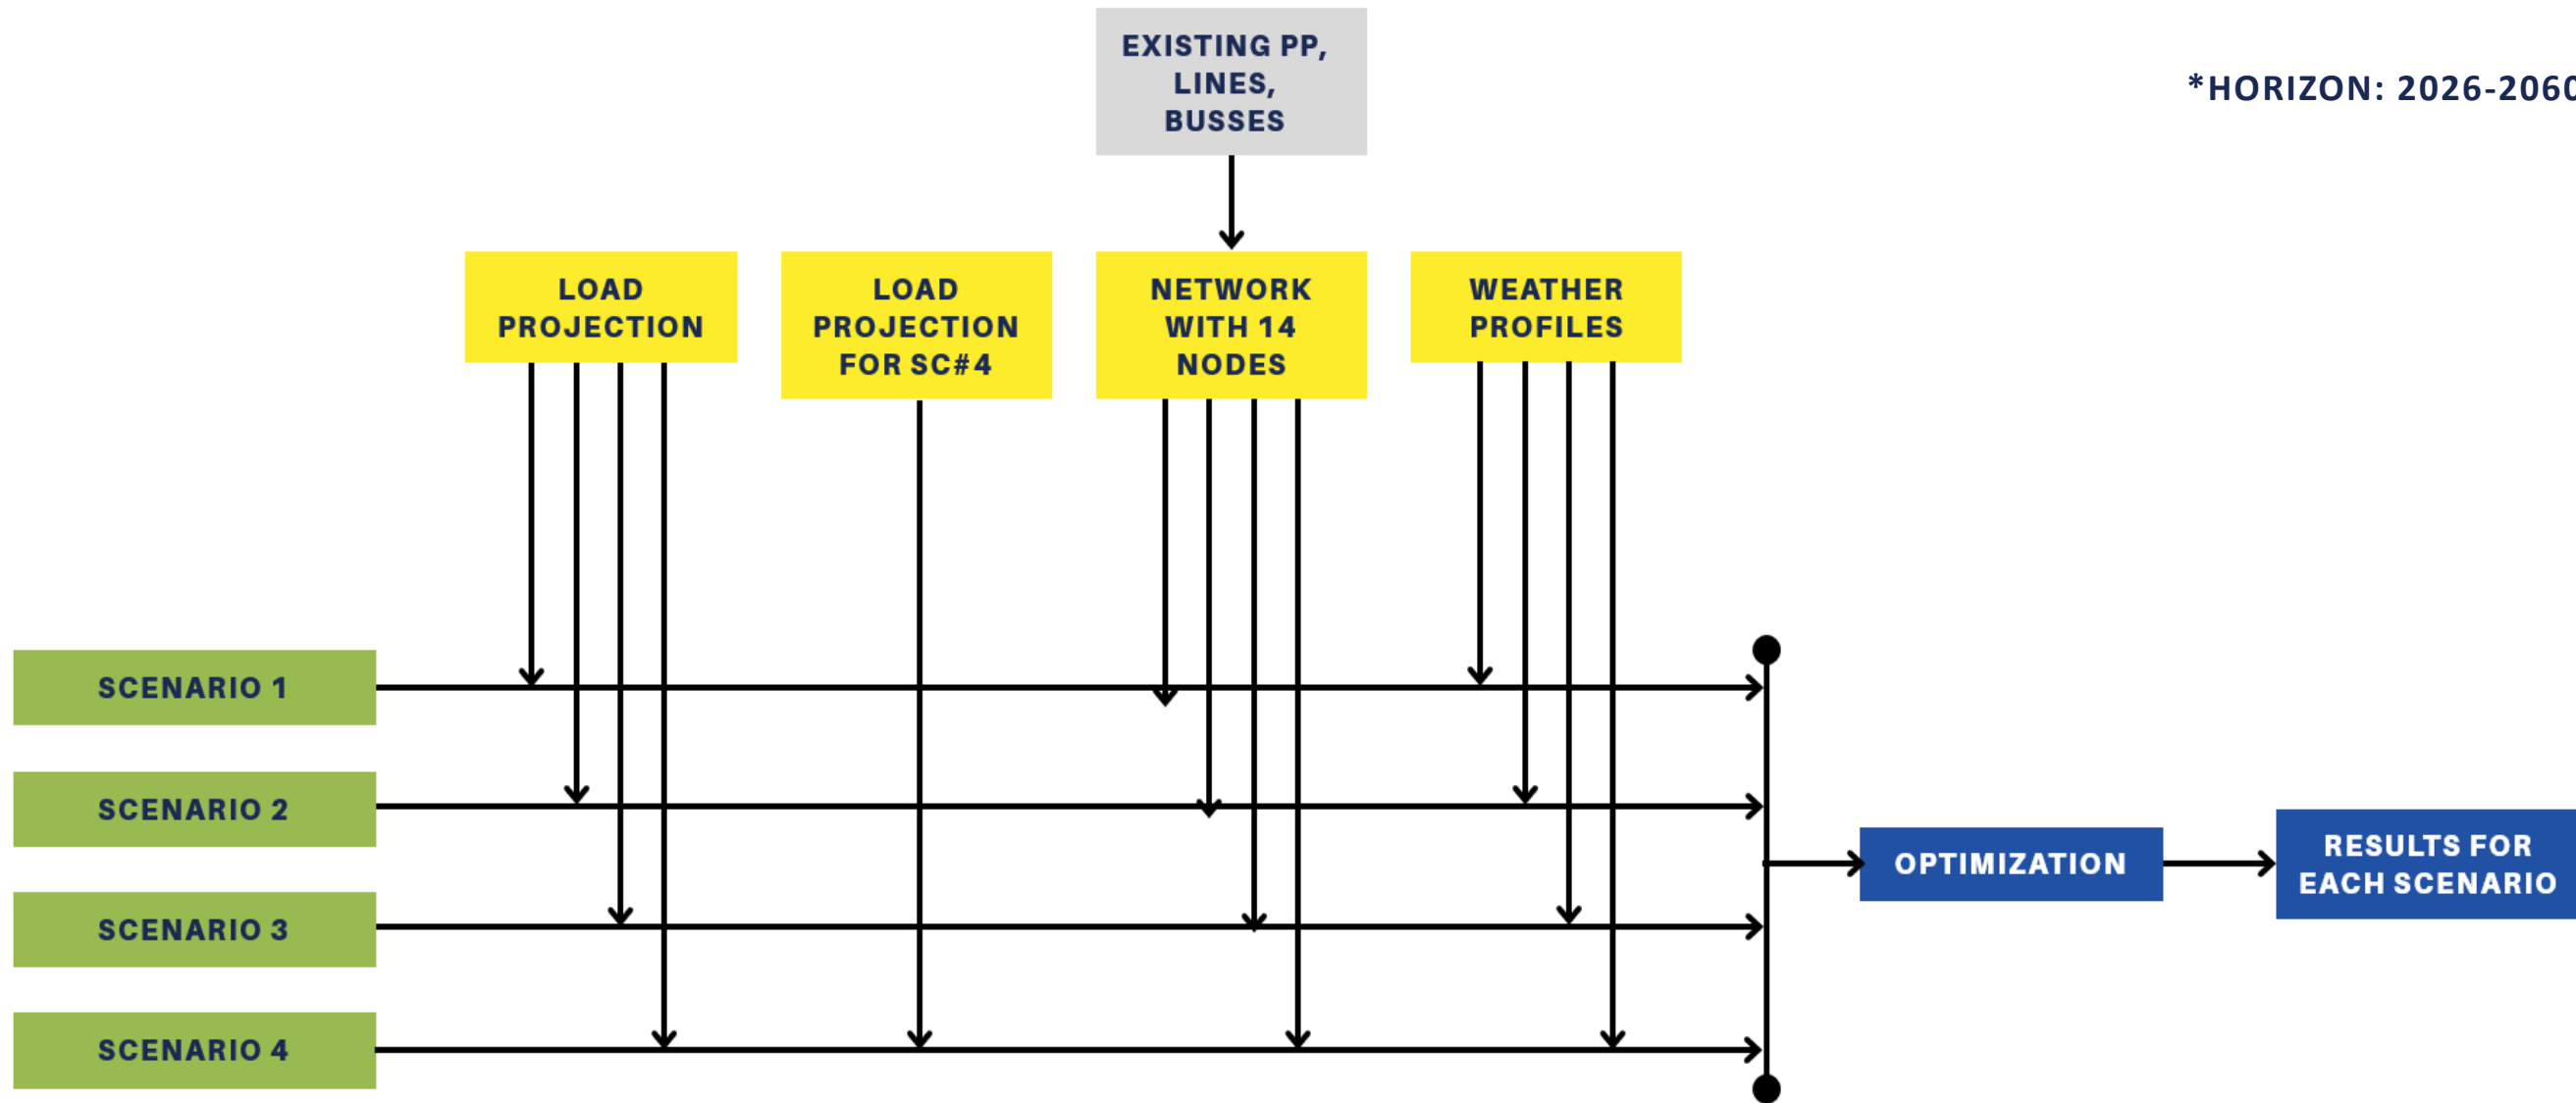 EXISTING PP,
LINES,
BUSSES
*HORIZON: 2026-2060
LOAD
PROJECTION
LOAD
PROJECTION
FOR SC#4
NETWORK
WITH 14
NODES
WEATHER
PROFILES
SCENARIO 1
SCENARIO 2
SCENARIO 3
SCENARIO 4
OPTIMIZATION
RESULTS FOR
EACH SCENARIO